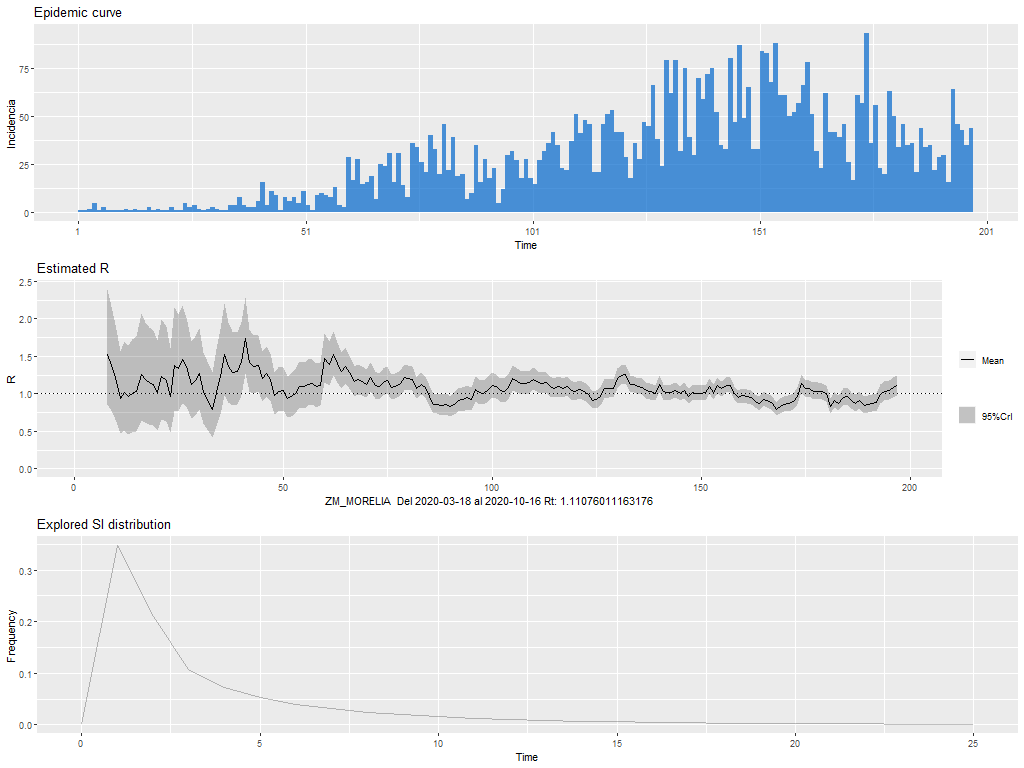 Epidemic curve
75
50
25
0
Incidencia
1 51 101 151 201
Time
Estimated R
2.5
2.0
1.5
1.0
0.5
0.0
R
Mean
95%CrI
0 50 100 150 200
ZM_MORELIA Del 2020-03-18 al 2020-10-16 Rt: 1.11076011163176
Explored SI distribution
0.3
0.2
0.1
0.0
Frequency
0 5 10 15 20 25
Time